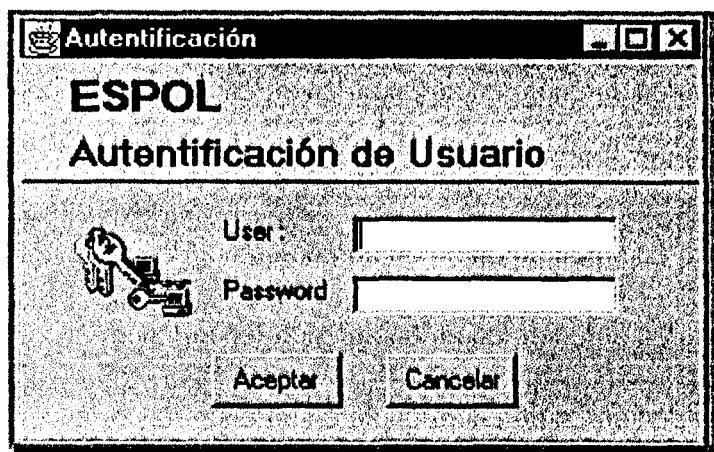 Autentificación
ESPOL
Autentificación de Usuario
User:
Password
Aceptar Cancelar